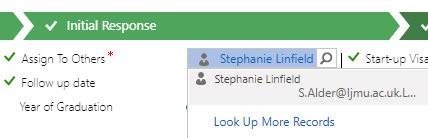 Initial Response
Assign To Others * Stephanie Linfield Start-up Visa
Follow up date Stephanie Linfield
S.Alder@ljmu.ac.uk.L...
Year of Graduation
Look Up More Records